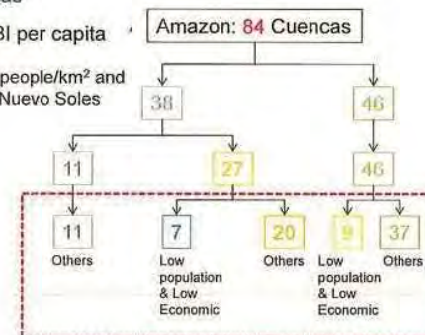 BI per capita
Amazon: 84 Cuencas
people/km² and
Nuevo Soles
38
46
11
27
46
11
7
20
9
37
Others
Low
population
& Low
Economic
Others
Low
population
& Low
Economic
Others